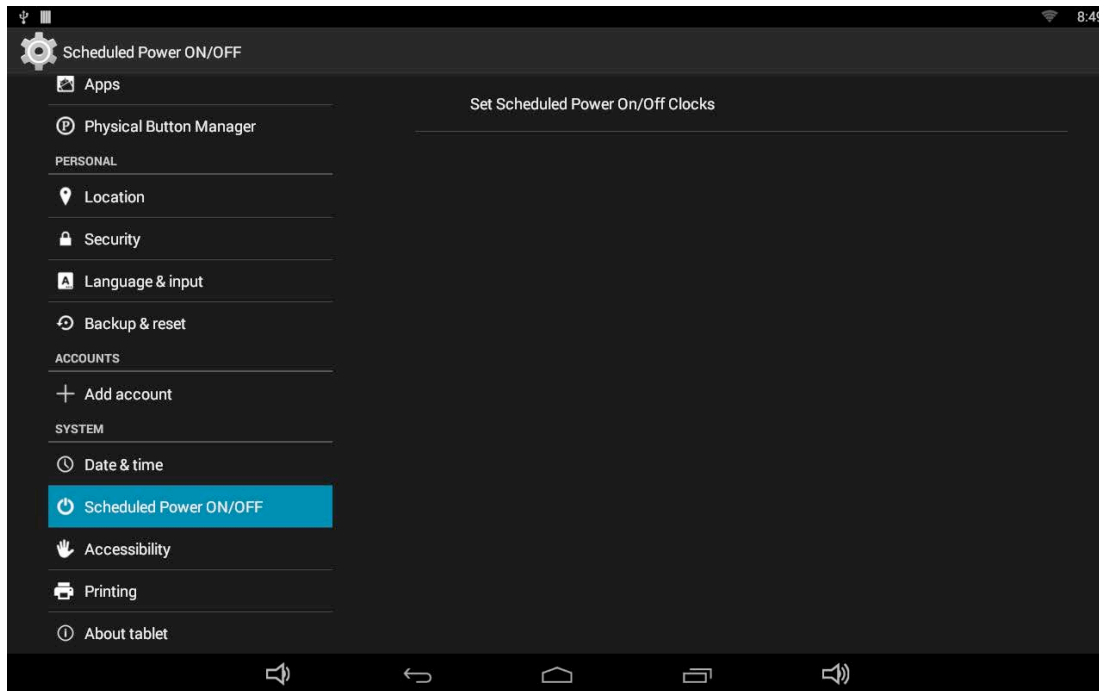 8:49
Scheduled Power ON/OFF
Apps
Physical Button Manager
PERSONAL
Location
Security
Language & input
Backup & reset
ACCOUNTS
Add account
SYSTEM
Date & time
Scheduled Power ON/OFF
Accessibility
Printing
About tablet
Set Scheduled Power On/Off Clocks